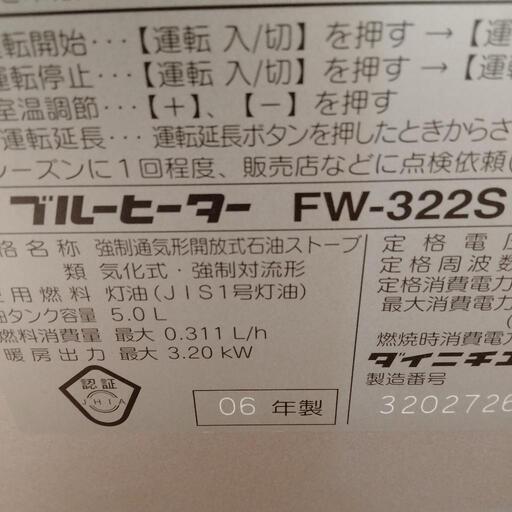 転開始‥‥【運転 入/切】を押す → 【運
運転停止‥‥【運転 入/切】を押す → 【運
室温調節‥‥【+】、【-】を押す
運転延長‥‥運転延長ボタンを押したときからさ
シーズンに1回程度、販売店などに点検依頼(
ブルーヒーター FW-322S
格名称 強制通気形開放式石油ストーブ
類 気化式・強制対流形
用燃料 灯油(JIS1号灯油)
油タンク容量 5.0 L
燃料消費量 最大 0.311 L/h
暖房出力 最大 3.20 kW
認証
JHIA
06 年製
定格電圧
定格周波数
定格消費電力
最大消費電力
(
燃焼時消費電力
ダイニチエ
製造番号
3202726